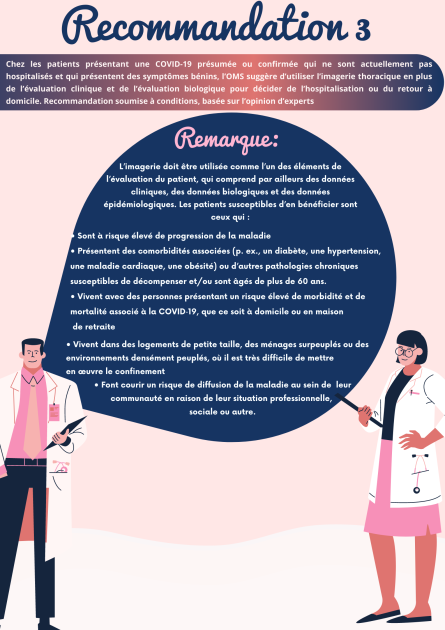 Recommandation 3
Chez les patients présentant une COVID-19 présumée ou confirmée qui ne sont actuellement pas
hospitalisés et qui présentent des symptômes bénins, l'OMS suggère d'utiliser l'imagerie thoracique en plus
de l'évaluation clinique et de l'évaluation biologique pour décider de l'hospitalisation ou du retour à
domicile. Recommandation soumise à conditions, basée sur l'opinion d'experts
Remarque:
L'imagerie doit être utilisée comme l'un des éléments de
l'évaluation du patient, qui comprend par ailleurs des données
cliniques, des données biologiques et des données
épidémiologiques. Les patients susceptibles d'en bénéficier sont
ceux qui :
• Sont à risque élevé de progression de la maladie
• Présentent des comorbidités associées (p. ex., un diabète, une hypertension,
une maladie cardiaque, une obésité) ou d'autres pathologies chroniques
susceptibles de décompenser et/ou sont âgés de plus de 60 ans.
• Vivent avec des personnes présentant un risque élevé de morbidité et de
mortalité associé à la COVID-19, que ce soit à domicile ou en maison
de retraite
• Vivent dans des logements de petite taille, des ménages surpeuplés ou des
environnements densément peuplés, où il est très difficile de mettre
en œuvre le confinement
• Font courir un risque de diffusion de la maladie au sein de leur
communauté en raison de leur situation professionnelle,
sociale ou autre.